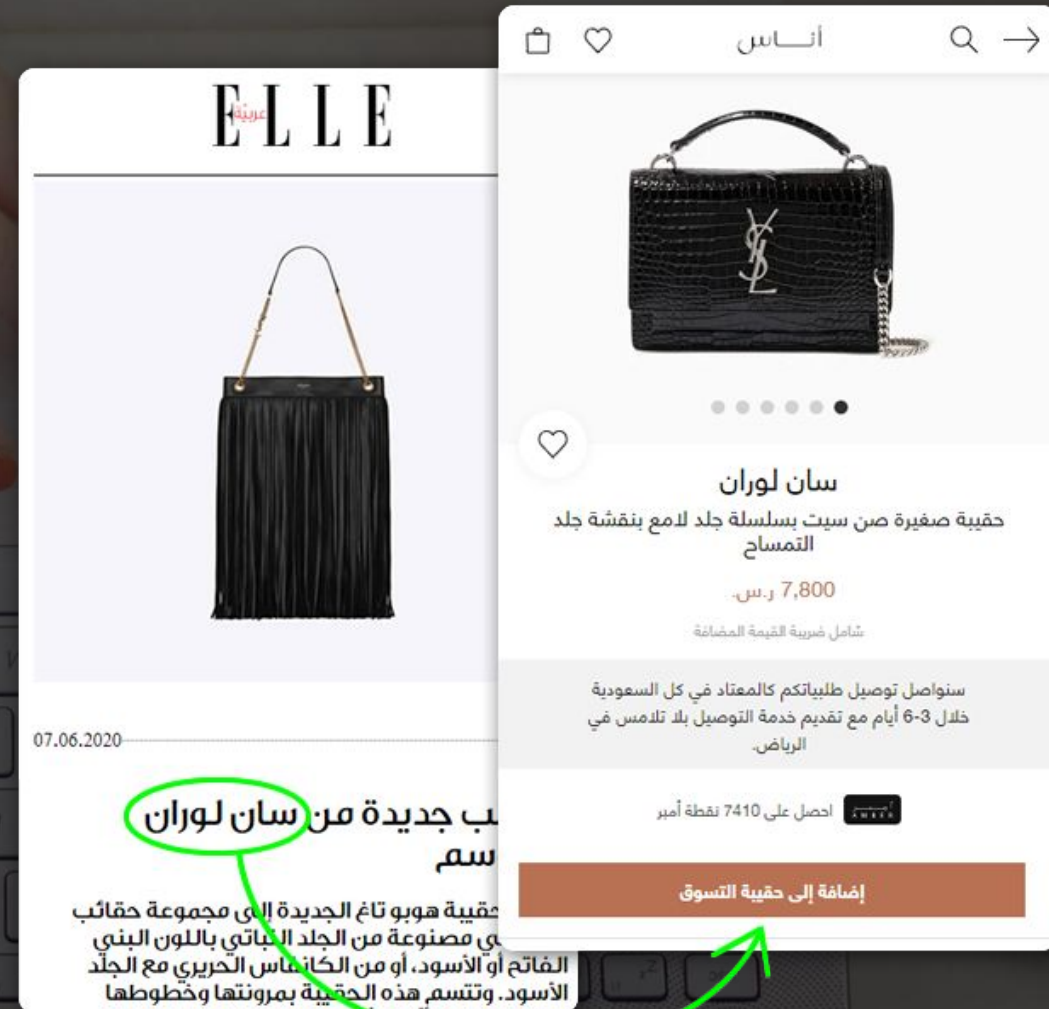 ELLE
عربيّة
07.06.2020
جديدة من سان لوران
حقيبة هوبو تاغ الجديدة إلى مجموعة حقائب
مصنوعة من الجلد النباتي باللون البني
الفاتح أو الأسود، أو من الكانفاس الحريري مع الجلد
الأسود. وتتسم هذه الحقيبة بمرونتها وخطوطها
أنـــاس
YSL
سان لوران
حقيبة صغيرة صن سيت بسلسلة جلد لامع بنقشة جلد
التمساح
7,800 ر.س.
شامل ضريبة القيمة المضافة
سنواصل توصيل طلبياتكم كالمعتاد في كل السعودية
خلال 3-6 أيام مع تقديم خدمة التوصيل بلا تلامس في
الرياض.
احصل على 7410 نقطة أمبر
AMBER
إضافة إلى حقيبة التسوق